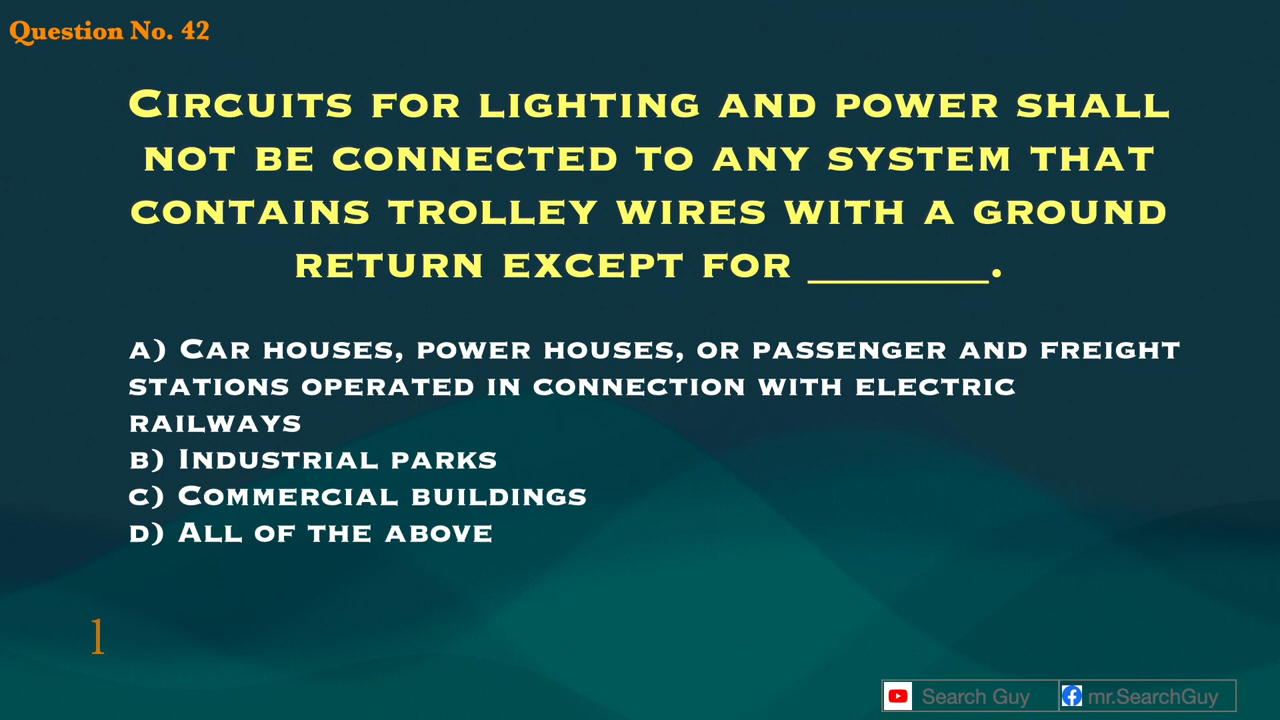 Question No. 42
Circuits for lighting and power shall
not be connected to any system that
contains trolley wires with a ground
return except for ________.
a) Car houses, power houses, or passenger and freight
stations operated in connection with electric
railways
b) Industrial parks
c) Commercial buildings
d) All of the above
1
Search Guy
mr.SearchGuy